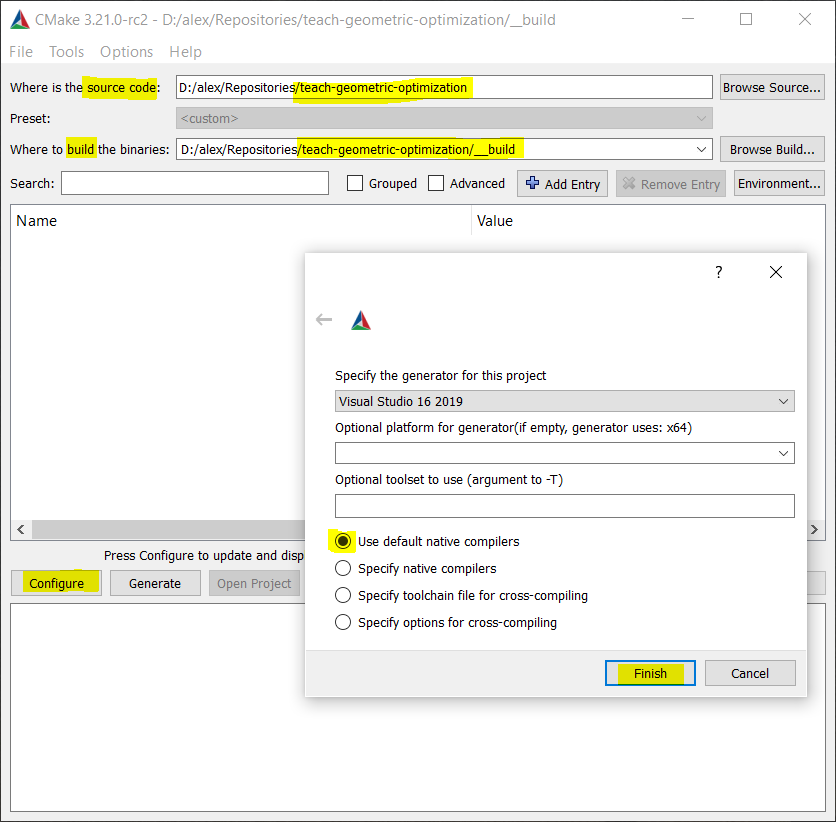 CMake 3.21.0-rc2 - D:/alex/Repositories/teach-geometric-optimization/__build
File Tools Options Help
Where is the source code: D:/alex/Repositories/teach-geometric-optimization Browse Source...
Preset: <custom>
Where to build the binaries: D:/alex/Repositories/teach-geometric-optimization/__build Browse Build...
Search: Grouped Advanced Add Entry Remove Entry Environment...
Name Value
?
Specify the generator for this project
Visual Studio 16 2019
Optional platform for generator(if empty, generator uses: x64)
Optional toolset to use (argument to -T)
Use default native compilers
Specify native compilers
Specify toolchain file for cross-compiling
Specify options for cross-compiling
Finish Cancel
Press Configure to update and disp
Configure Generate Open Project